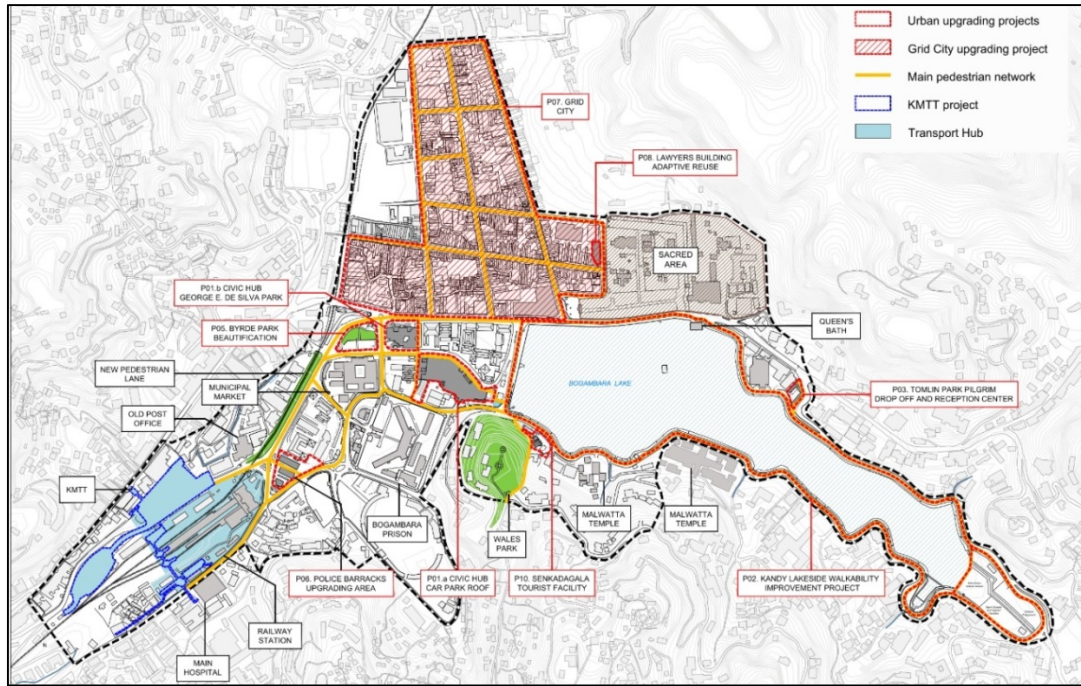 Urban upgrading projects
Grid City upgrading project
Main pedestrian network
KMTT project
Transport Hub
P07. GRID
CITY
P08. LAWYERS BUILDING
ADAPTIVE REUSE
SACRED
AREA
P01.b CIVIC HUB
GEORGE E. DE SILVA PARK
P05. BYRDE PARK
BEAUTIFICATION
QUEEN'S
BATH
NEW PEDESTRIAN
LANE
MUNICIPAL
MARKET
BOGAMBARA LAKE
P03. TOMLIN PARK PILGRIM
DROP OFF AND RECEPTION CENTER
OLD POST
OFFICE
KMTT
BOGAMBARA
PRISON
WALES
PARK
MALWATTA
TEMPLE
MALWATTA
TEMPLE
P06. POLICE BARRACKS
UPGRADING AREA
P01.a CIVIC HUB
CAR PARK ROOF
P10. SENKADAGALA
TOURIST FACILITY
P02. KANDY LAKESIDE WALKABILITY
IMPROVEMENT PROJECT
RAILWAY
STATION
MAIN
HOSPITAL